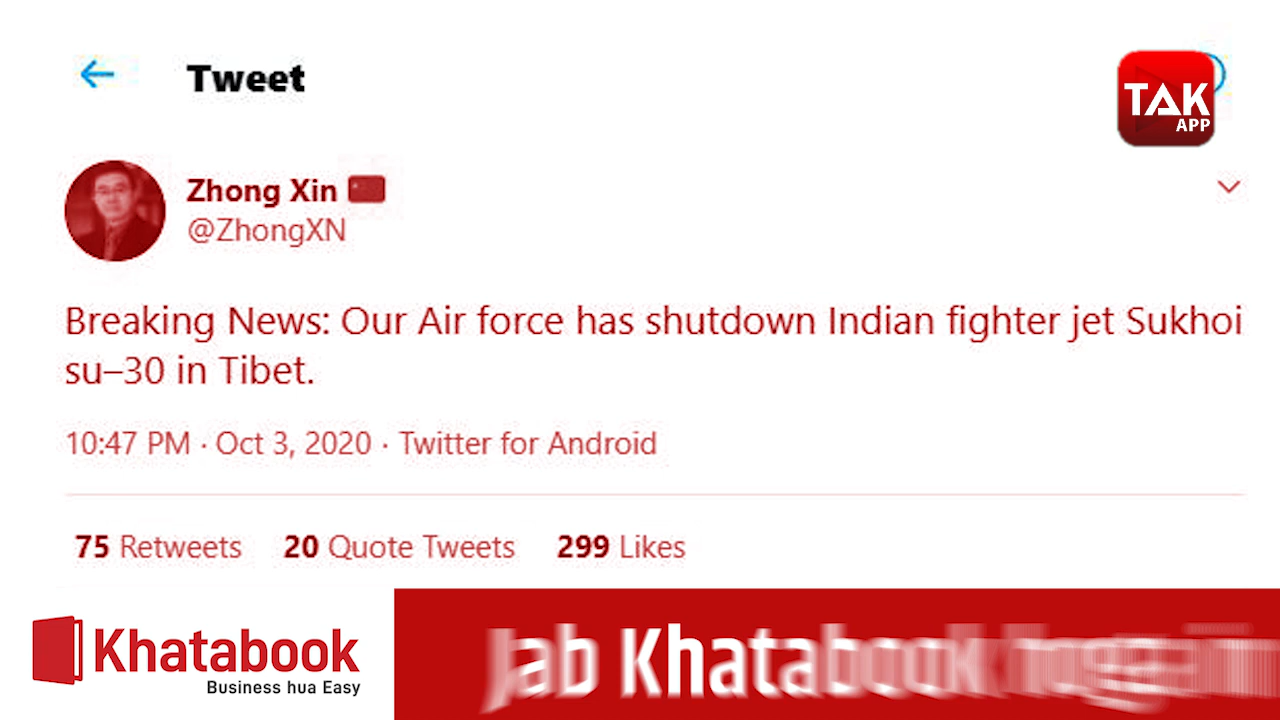 Tweet
TAK
APP
Zhong Xin
@ZhongXN
Breaking News: Our Air force has shutdown Indian fighter jet Sukhoi
su–30 in Tibet.
10:47 PM · Oct 3, 2020 · Twitter for Android
75 Retweets 20 Quote Tweets 299 Likes
Khatabook
Business hua Easy
Jab Khatabook